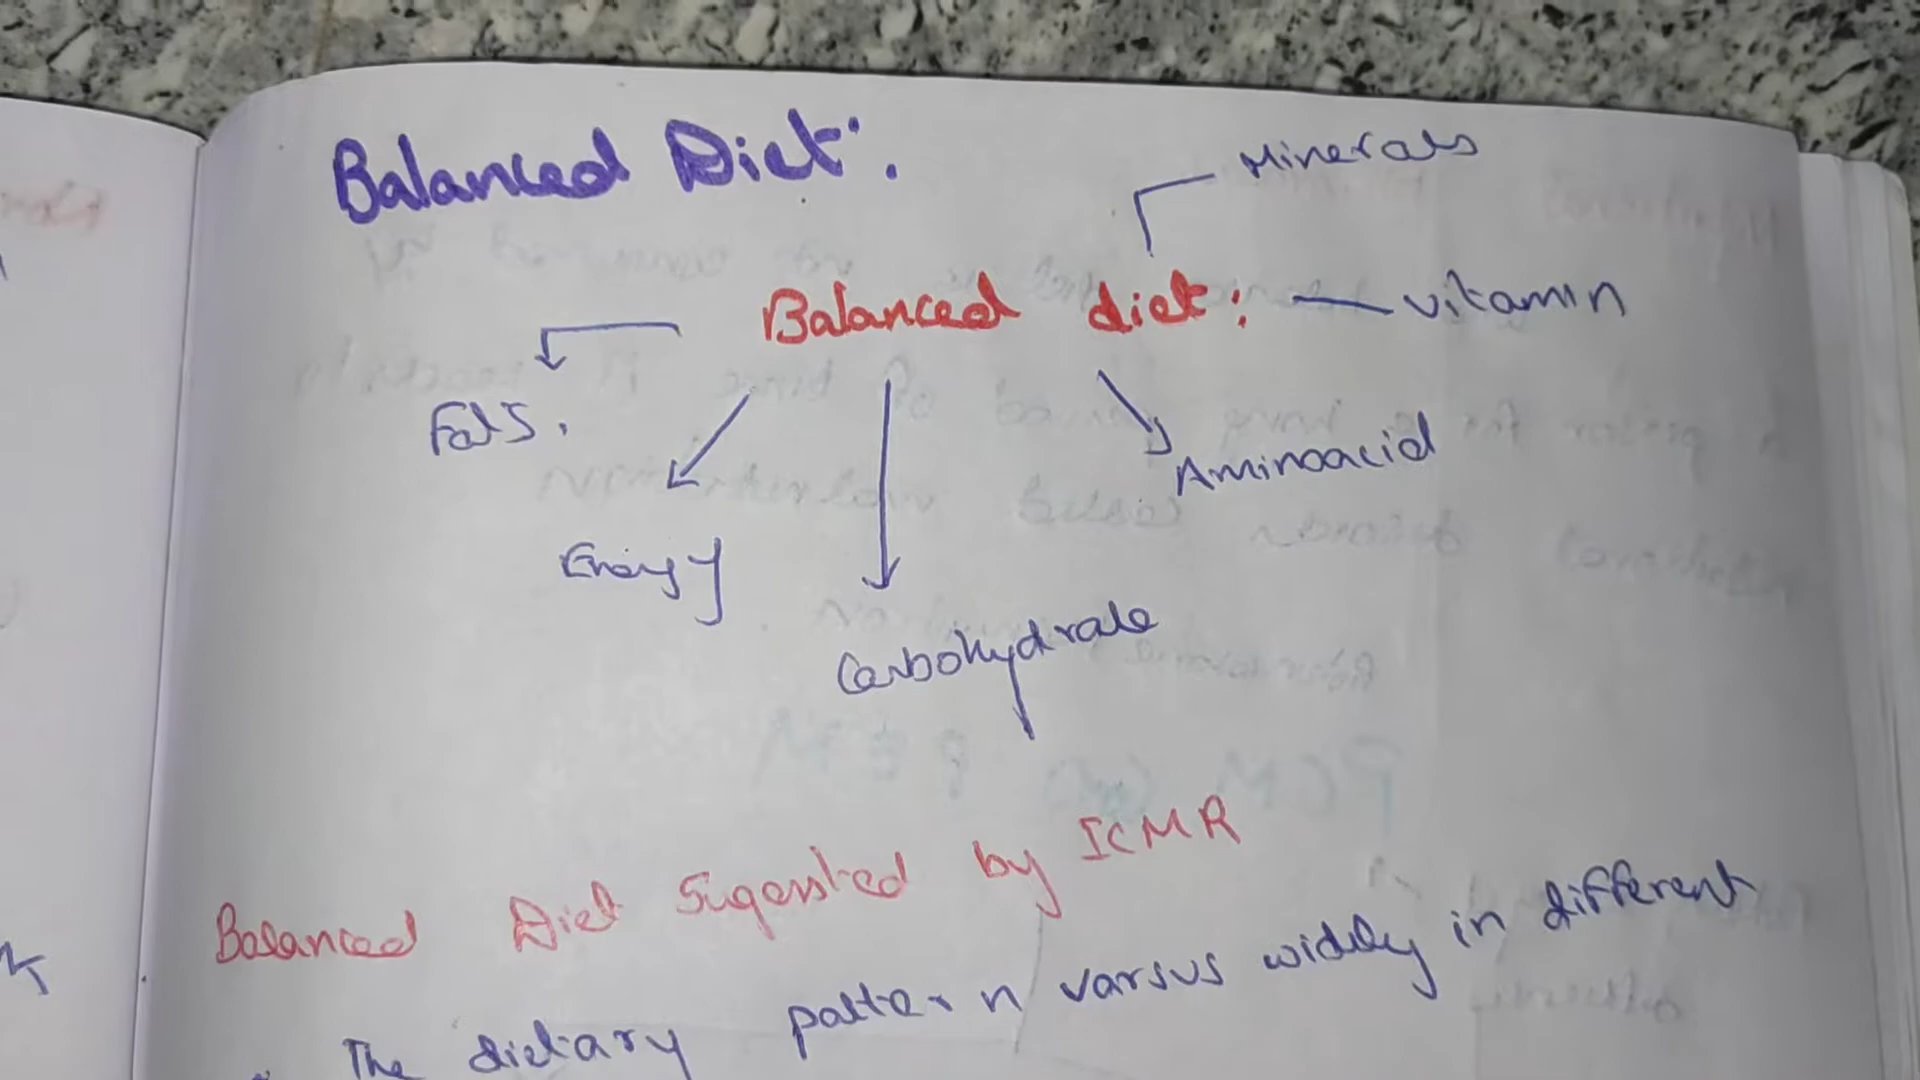 Balanced Diet:
Minerals
Balanced diet:
vitamin
Fats.
Aminoacid
Energy
Carbohydrate
Balanced Diet Sugessted by ICMR
The dietary pattern varsus widely in different